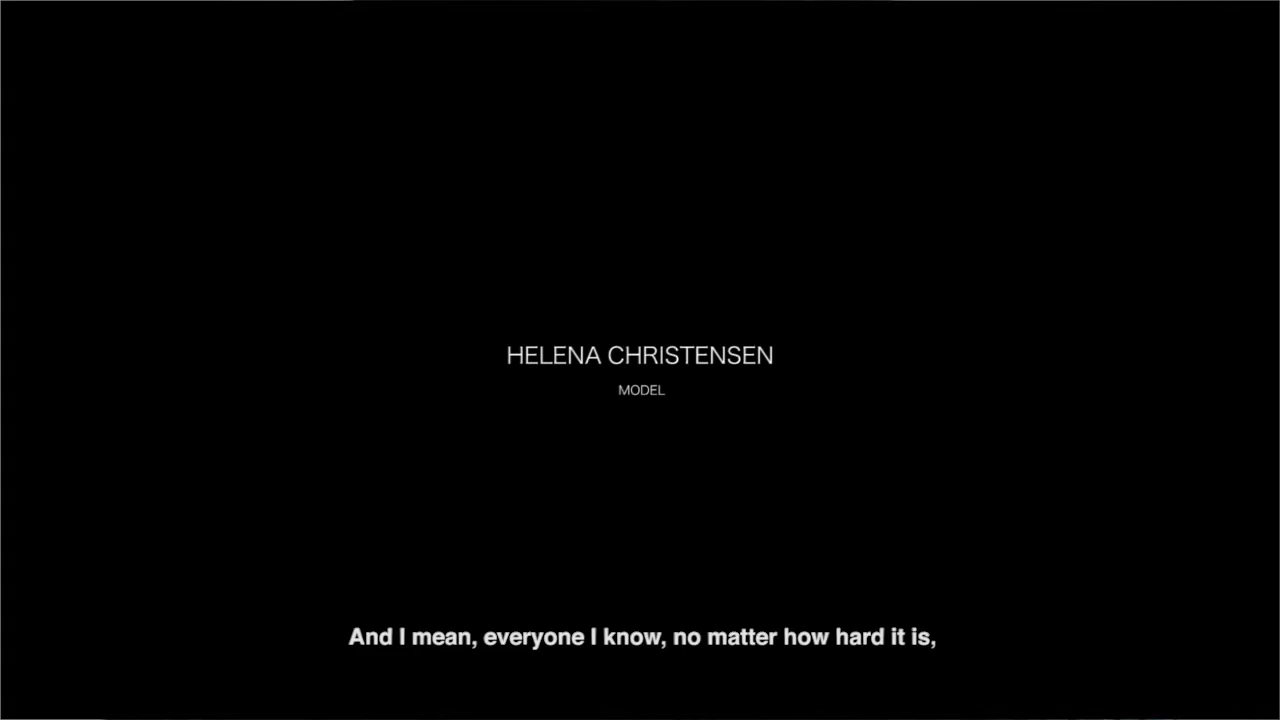 HELENA CHRISTENSEN
MODEL
And I mean, everyone I know, no matter how hard it is,